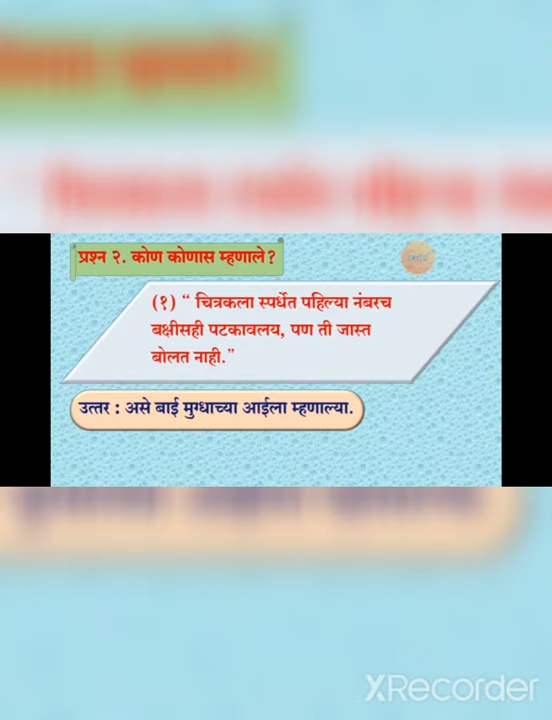 प्रश्न २. कोण कोणास म्हणाले?
(१) “ चित्रकला स्पर्धेत पहिल्या नंबरच
बक्षीसही पटकावलय, पण ती जास्त
बोलत नाही.”
उत्तर : असे बाई मुग्धाच्या आईला म्हणाल्या.
XRecorder